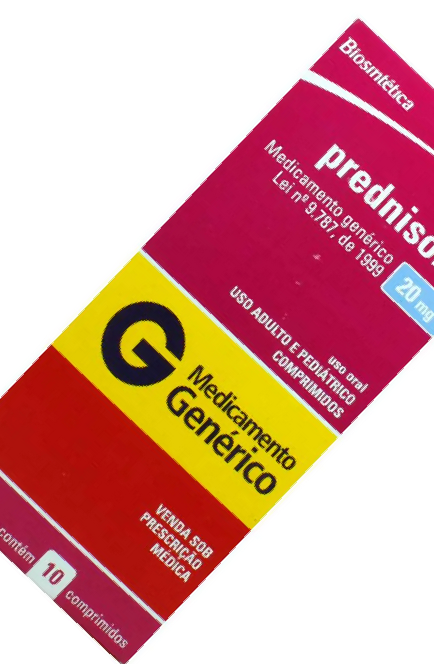 Biosintética
Medicamento genérico
Lei nº 9.787, de 1999
20 mg
uso oral
USO ADULTO E PEDIÁTRICO
COMPRIMIDOS
G
Medicamento
Genérico
VENDA SOB
PRESCRIÇÃO
MÉDICA
contém
10
comprimidos